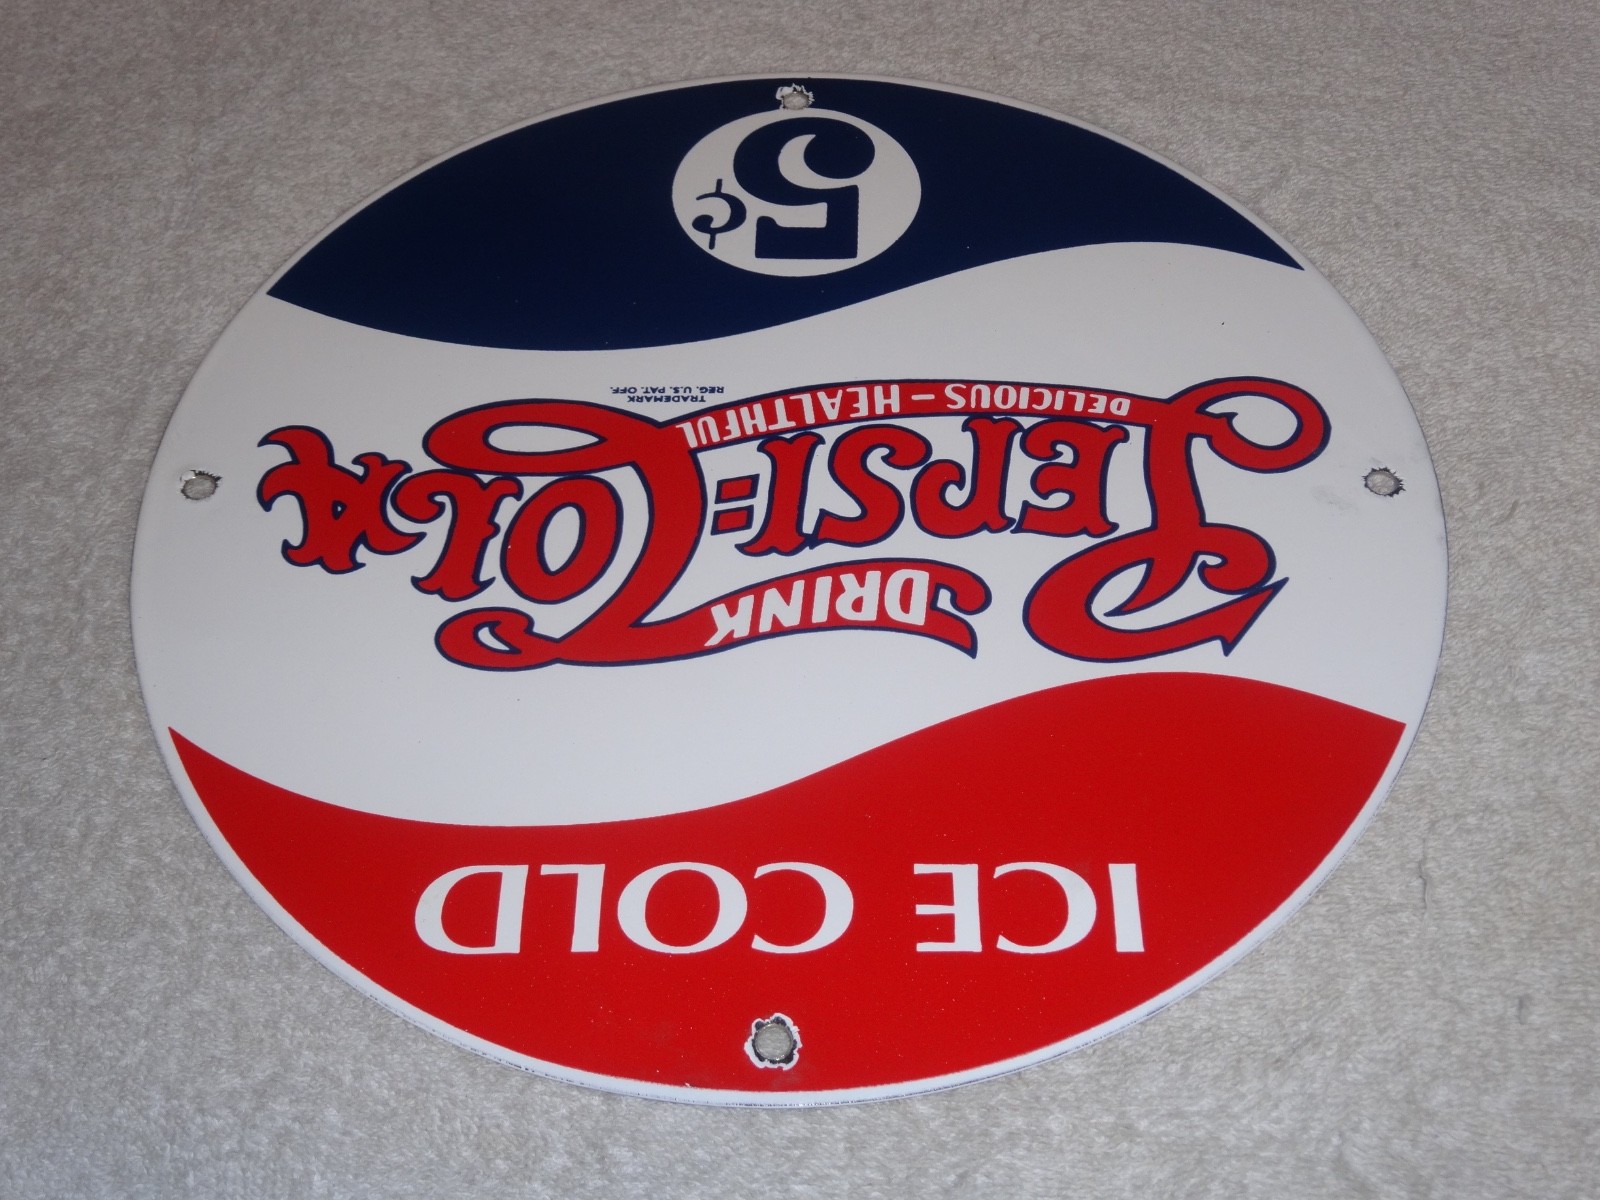 ICE COLD
DRINK
PEPSI=COLA
DELICIOUS - HEALTHFUL
TRADEMARK
REG. U.S. PAT. OFF.
5¢